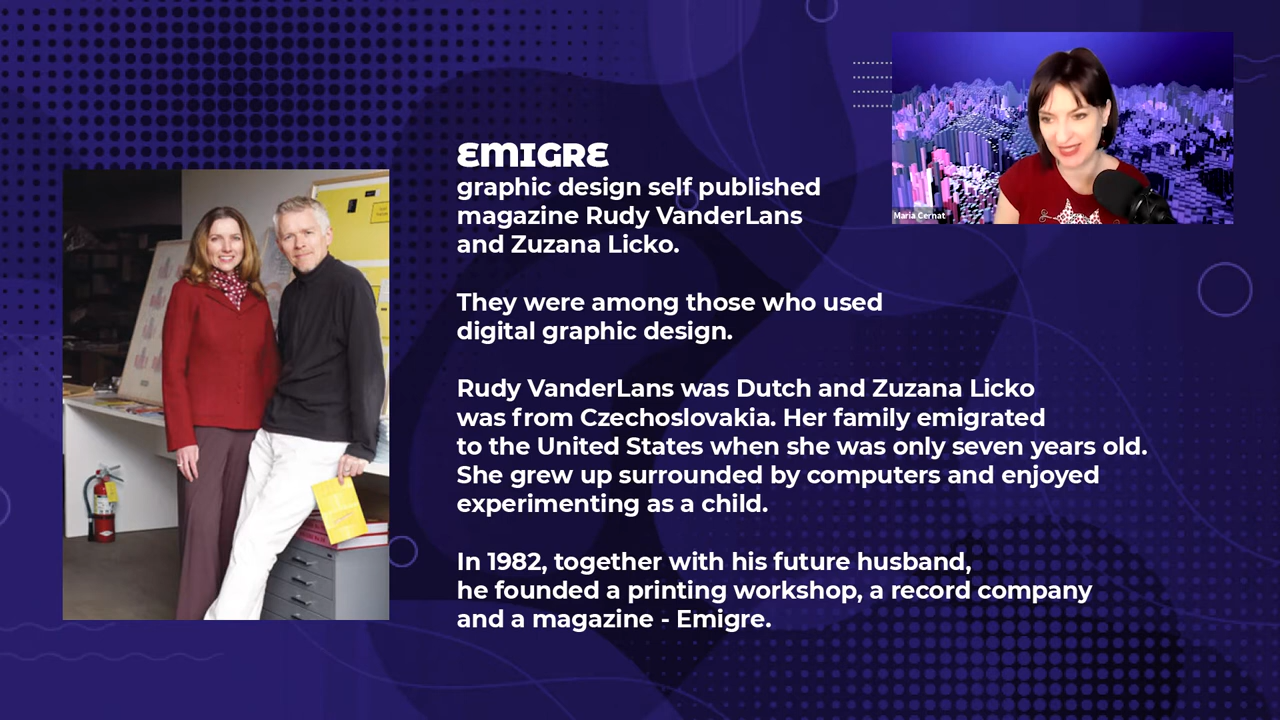 EMIGRE
graphic design self published
magazine Rudy VanderLans
and Zuzana Licko.
They were among those who used
digital graphic design.
Rudy VanderLans was Dutch and Zuzana Licko
was from Czechoslovakia. Her family emigrated
to the United States when she was only seven years old.
She grew up surrounded by computers and enjoyed
experimenting as a child.
In 1982, together with his future husband,
he founded a printing workshop, a record company
and a magazine - Emigre.
Maria Cernat